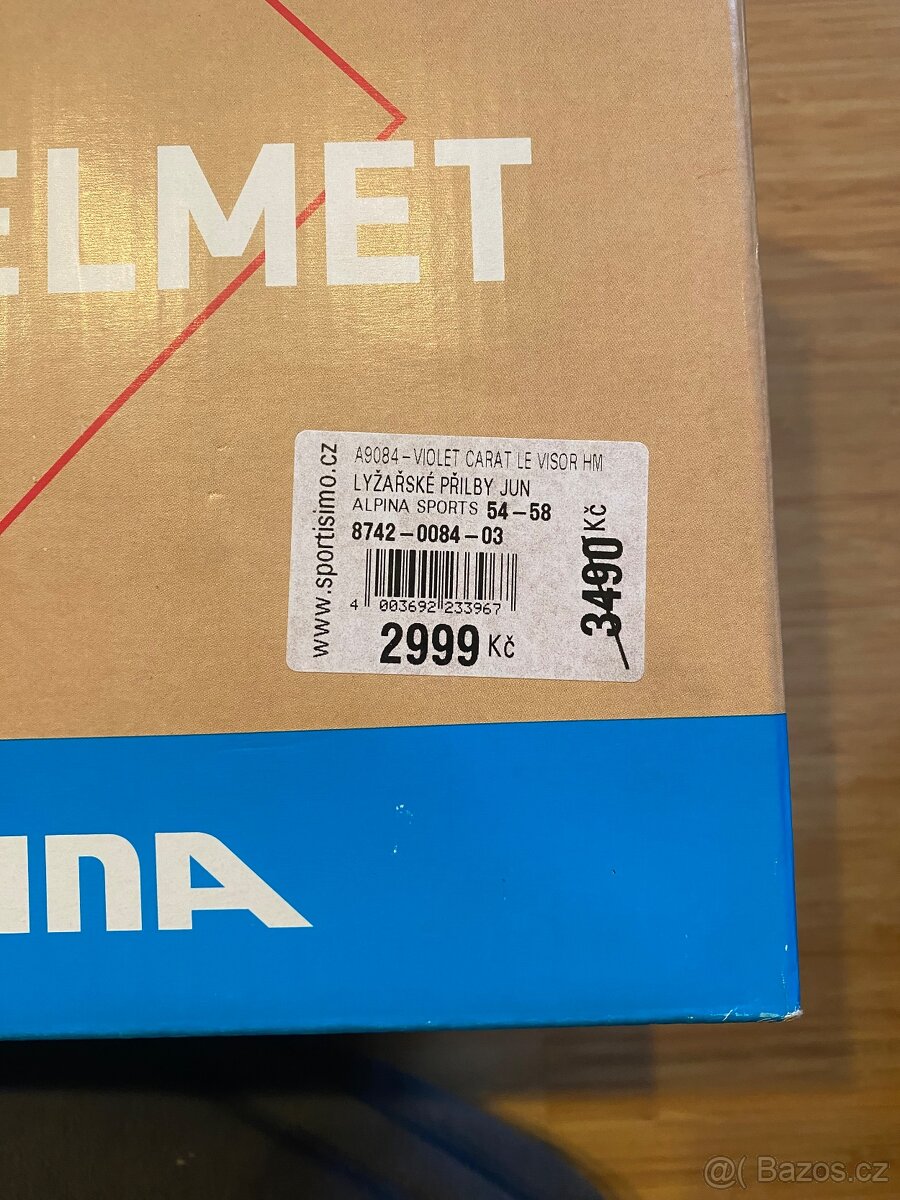 ELMET
www.sportisimo.cz
A9084-VIOLET CARAT LE VISOR HM
LYŽAŘSKÉ PŘILBY JUN
ALPINA SPORTS 54-58
8742-0084-03
4 003692 233967
2999 Kč
3490 Kč
INA
@( Bazos.cz